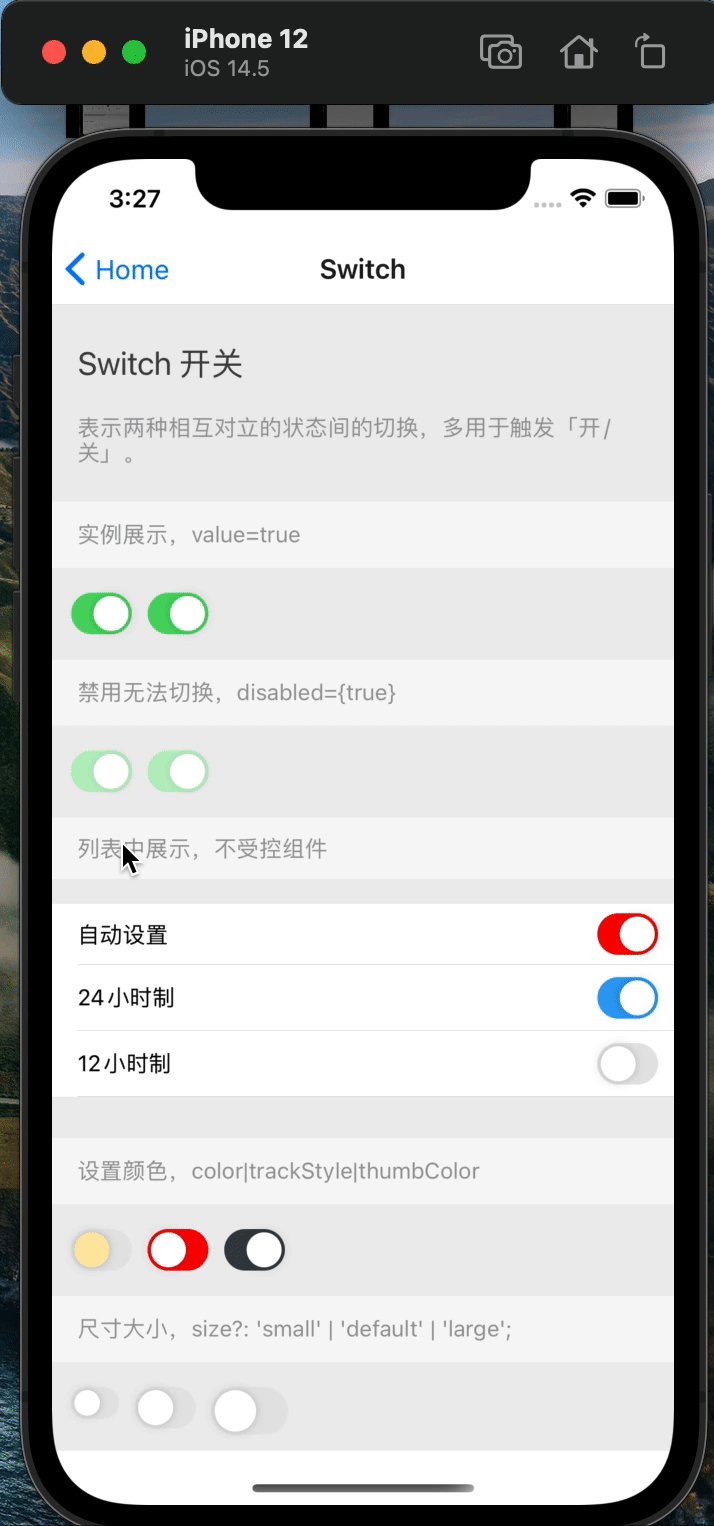 iPhone 12
iOS 14.5
3:27
Home
Switch
Switch 开关
表示两种相互对立的状态间的切换，多用于触发「开/
关」。
实例展示，value=true
禁用无法切换，disabled={true}
列表中展示，不受控组件
自动设置
24小时制
12小时制
设置颜色，color|trackStyle|thumbColor
尺寸大小，size?: 'small' | 'default' | 'large';